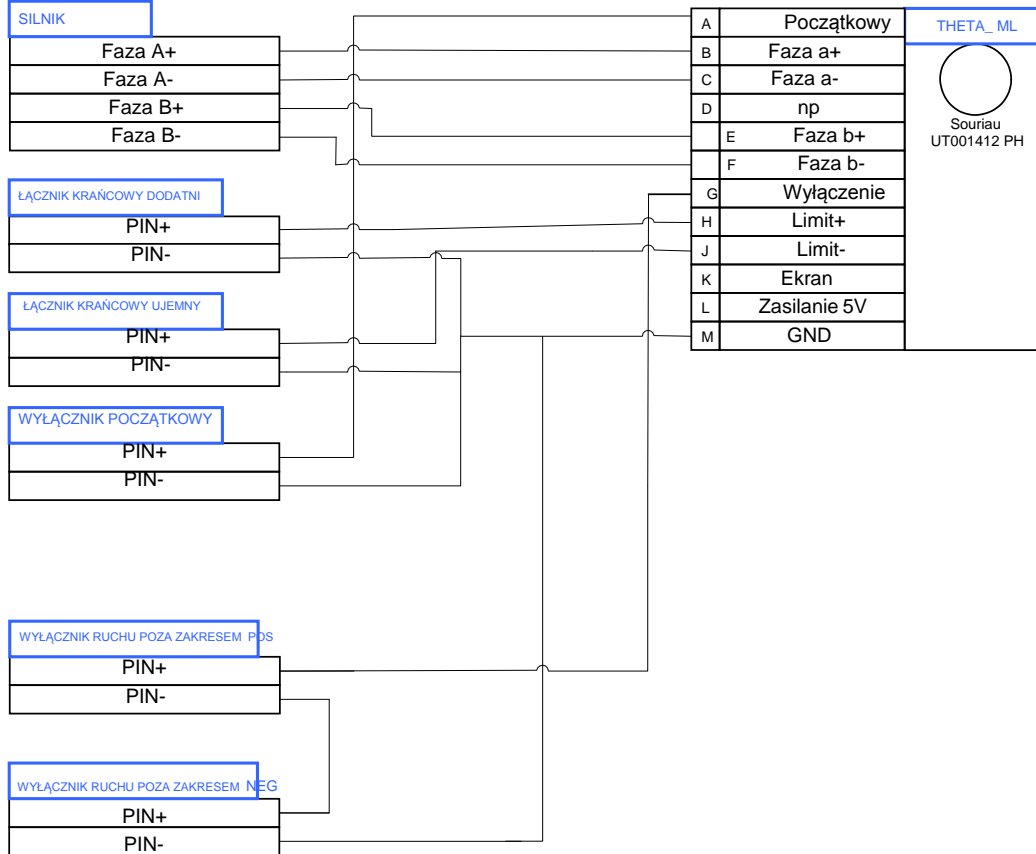 SILNIK
Faza A+
Faza A-
Faza B+
Faza B-
ŁĄCZNIK KRAŃCOWY DODATNI
PIN+
PIN-
ŁĄCZNIK KRAŃCOWY UJEMNY
PIN+
PIN-
WYŁĄCZNIK POCZĄTKOWY
PIN+
PIN-
WYŁĄCZNIK RUCHU POZA ZAKRESEM POS
PIN+
PIN-
WYŁĄCZNIK RUCHU POZA ZAKRESEM NEG
PIN+
PIN-
A Początkowy
B Faza a+
C Faza a-
D np
E Faza b+
F Faza b-
G Wyłączenie
H Limit+
J Limit-
K Ekran
L Zasilanie 5V
M GND
THETA_ ML
Souriau
UT001412 PH